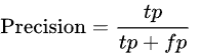 Precision = tp / (tp + fp)